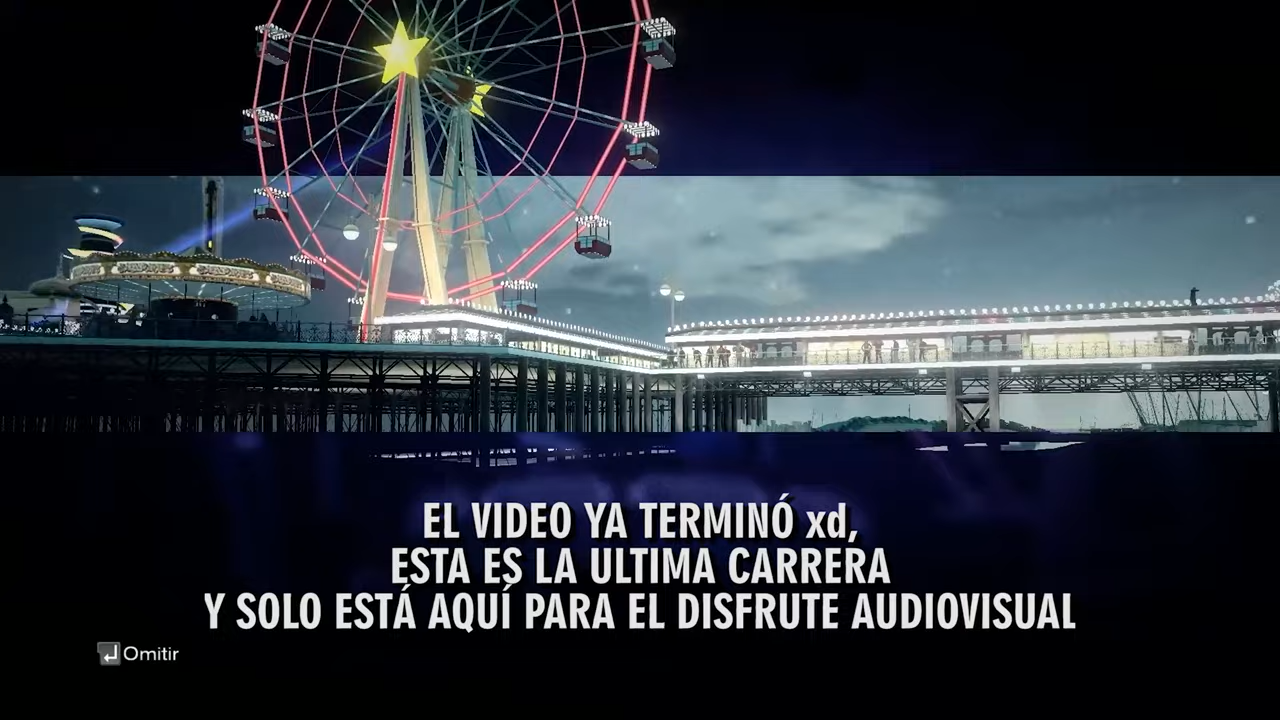 EL VIDEO YA TERMINÓ xd,
ESTA ES LA ULTIMA CARRERA
Y SOLO ESTÁ AQUÍ PARA EL DISFRUTE AUDIOVISUAL
Omitir